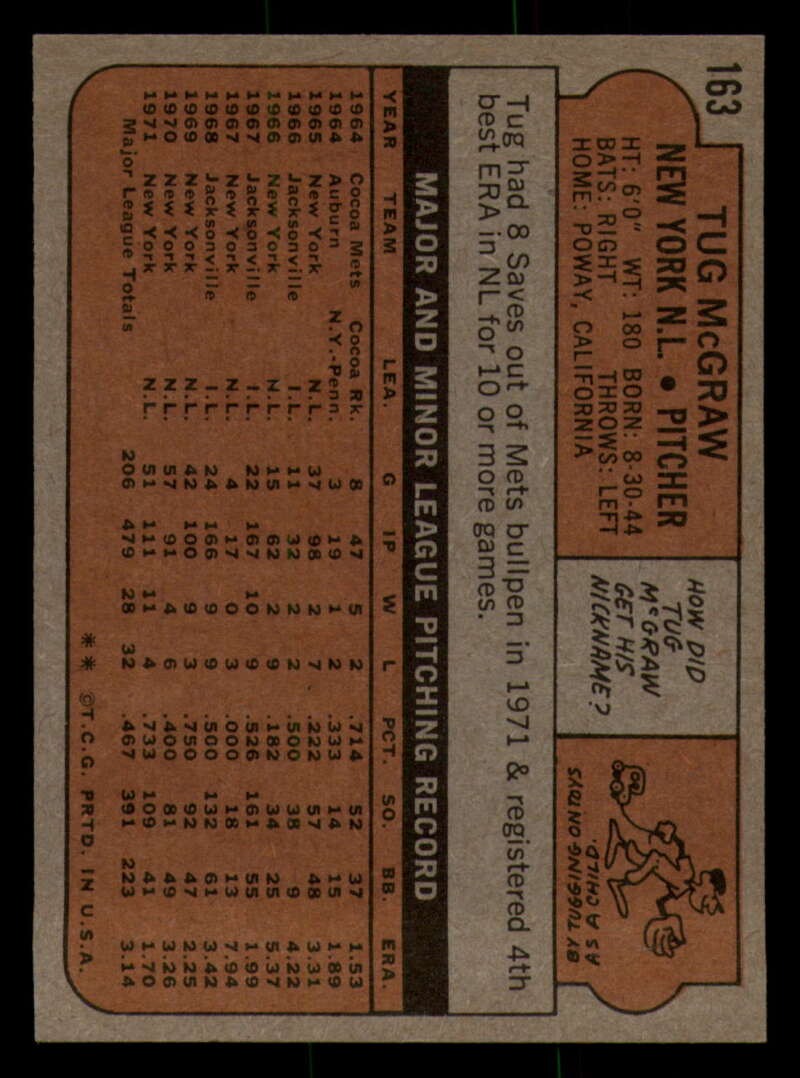 163
TUG McGRAW
NEW YORK N.L. • PITCHER
HT: 6'0" WT: 180 BORN: 8-30-44
BATS: RIGHT THROWS: LEFT
HOME: POWAY, CALIFORNIA
HOW DID
TUG
McGRAW
GET HIS
NICKNAME?
BY TUGGING ON TOYS
AS A CHILD.
Tug had 8 Saves out of Mets bullpen in 1971 & registered 4th
best ERA in NL for 10 or more games.
MAJOR AND MINOR LEAGUE PITCHING RECORD
YEAR TEAM LEA. G IP W L PCT. SO. BB. ERA.
1964 Cocoa Mets Cocoa Rk. 8 47 5 2 .714 52 37 1.53
1964 Auburn N.Y.-Penn. 3 19 1 2 .333 14 15 1.89
1965 New York N.L. 37 98 2 7 .222 57 48 3.31
1966 Jacksonville I.L. 11 32 2 2 .500 38 9 4.22
1966 New York N.L. 15 62 2 9 .182 34 25 5.37
1967 Jacksonville I.L. 22 167 10 9 .526 161 55 1.99
1967 New York N.L. 4 17 0 3 .000 18 13 7.94
1968 Jacksonville I.L. 24 166 9 9 .500 132 61 3.42
1969 New York N.L. 42 100 9 3 .750 92 47 2.25
1970 New York N.L. 57 91 4 6 .400 81 49 3.26
1971 New York N.L. 51 111 11 4 .733 109 41 1.70
Major League Totals 206 479 28 32 .467 391 223 3.14
** ©T.C.G. PRTD. IN U.S.A.